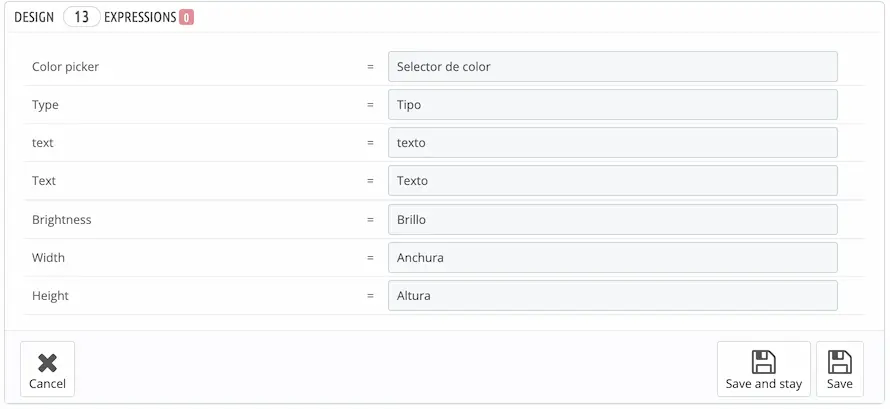 DESIGN 13 EXPRESSIONS 0
Color picker = Selector de color
Type = Tipo
text = texto
Text = Texto
Brightness = Brillo
Width = Anchura
Height = Altura
Cancel Save and stay Save